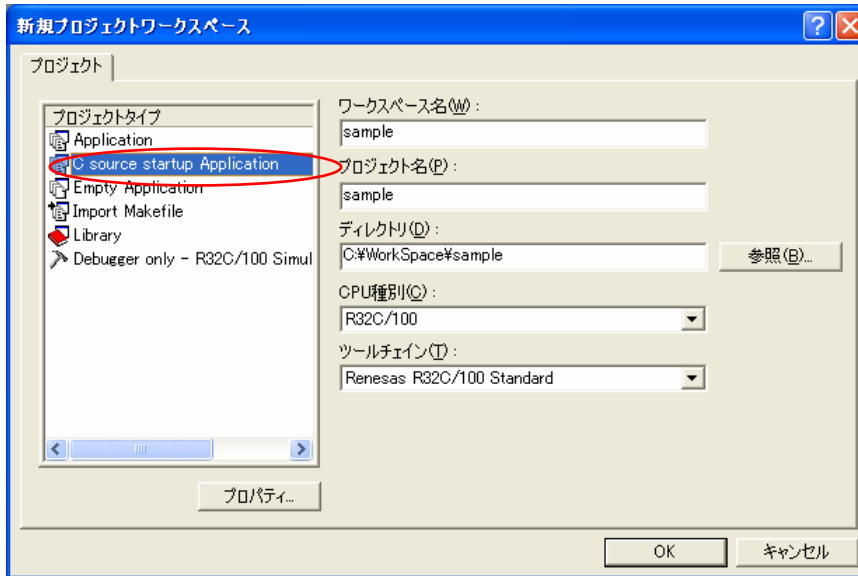 新規プロジェクトワークスペース
プロジェクト
プロジェクトタイプ
Application
C source startup Application
Empty Application
Import Makefile
Library
Debugger only - R32C/100 Simul
プロパティ...
ワークスペース名(W) :
sample
プロジェクト名(P) :
sample
ディレクトリ(D) :
C:¥WorkSpace¥sample
参照(B)...
CPU種別(C) :
R32C/100
ツールチェイン(T) :
Renesas R32C/100 Standard
OK
キャンセル